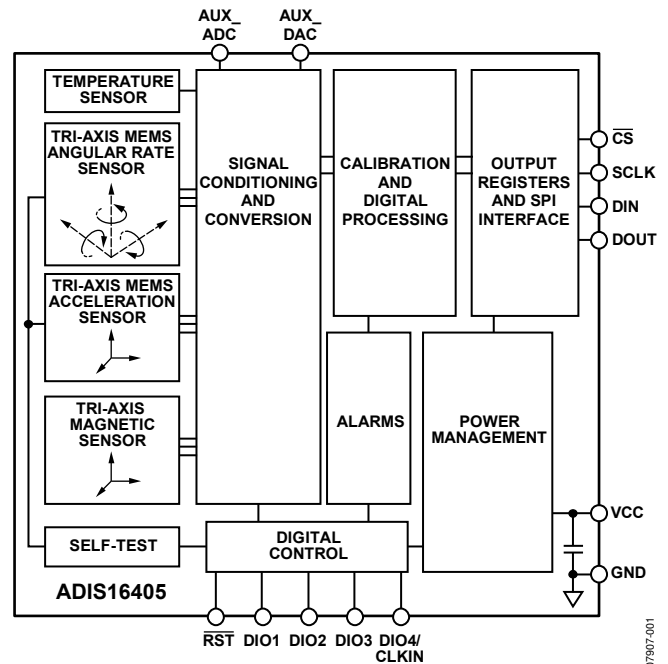 AUX_
ADC
AUX_
DAC
TEMPERATURE
SENSOR
TRI-AXIS MEMS
ANGULAR RATE
SENSOR
TRI-AXIS MEMS
ACCELERATION
SENSOR
TRI-AXIS
MAGNETIC
SENSOR
SELF-TEST
SIGNAL
CONDITIONING
AND
CONVERSION
CALIBRATION
AND
DIGITAL
PROCESSING
OUTPUT
REGISTERS
AND SPI
INTERFACE
CS
SCLK
DIN
DOUT
ALARMS
POWER
MANAGEMENT
DIGITAL
CONTROL
VCC
GND
ADIS16405
RST
DIO1
DIO2
DIO3
DIO4/
CLKIN
07907-001